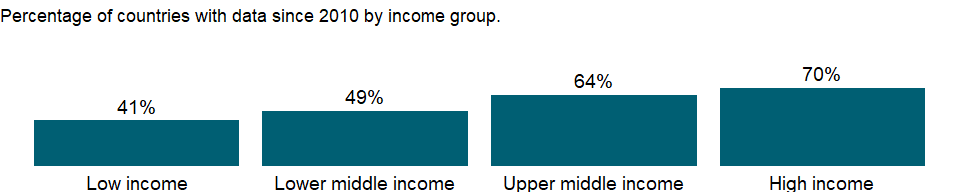 Percentage of countries with data since 2010 by income group.
41%
49%
64%
70%
Low income
Lower middle income
Upper middle income
High income